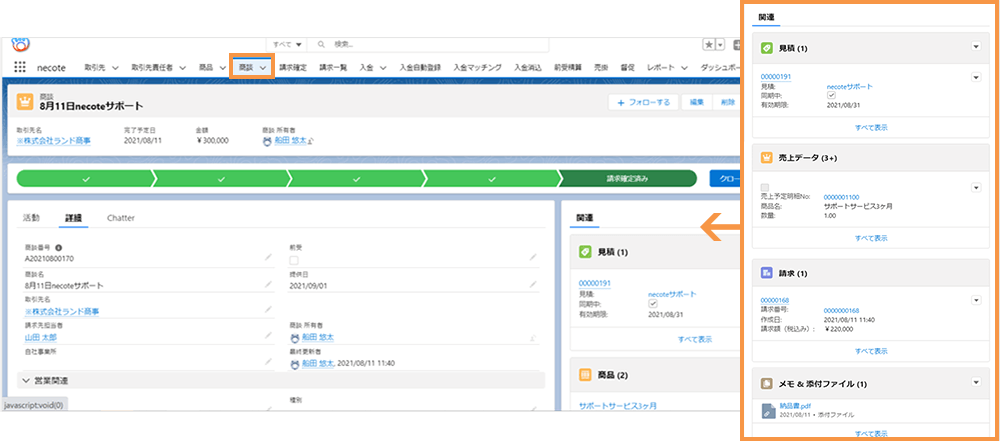 すべて 検索...
necote 取引先 取引先責任者 商品 商談 請求確定 請求一覧 入金 入金自動登録 入金マッチング 入金消込 前受積算 売掛 督促 レポート ダッシュボー
商談
8月11日necoteサポート
+ フォローする 編集 削除
取引先名 完了予定日 金額 商談 所有者
※株式会社ランド商事 2021/08/11 ¥300,000 船田 悠太
請求確定済み クロー
活動 詳細 Chatter
商談番号 前受
A20210800170
商談名 提供日
8月11日necoteサポート 2021/09/01
取引先名
※株式会社ランド商事
請求先担当者 商談 所有者
山田 太郎 船田 悠太
自社事業所 最終更新者
船田 悠太, 2021/08/11 11:40
営業関連
種別
javascript:void(0)
関連
見積 (1)
00000191
見積: necoteサポート
同期中:
有効期限: 2021/08/31
すべて表示
商品 (2)
サポートサービス3ヶ月
関連
見積 (1)
00000191
見積: necoteサポート
同期中:
有効期限: 2021/08/31
すべて表示
売上データ (3+)
売上予定明細No: 0000001100
商品名: サポートサービス3ヶ月
数量: 1.00
すべて表示
請求 (1)
00000168
請求番号: 0000000168
作成日: 2021/08/11 11:40
請求額（税込み）: ¥220,000
すべて表示
メモ & 添付ファイル (1)
納品書.pdf
2021/08/11 • 添付ファイル
すべて表示